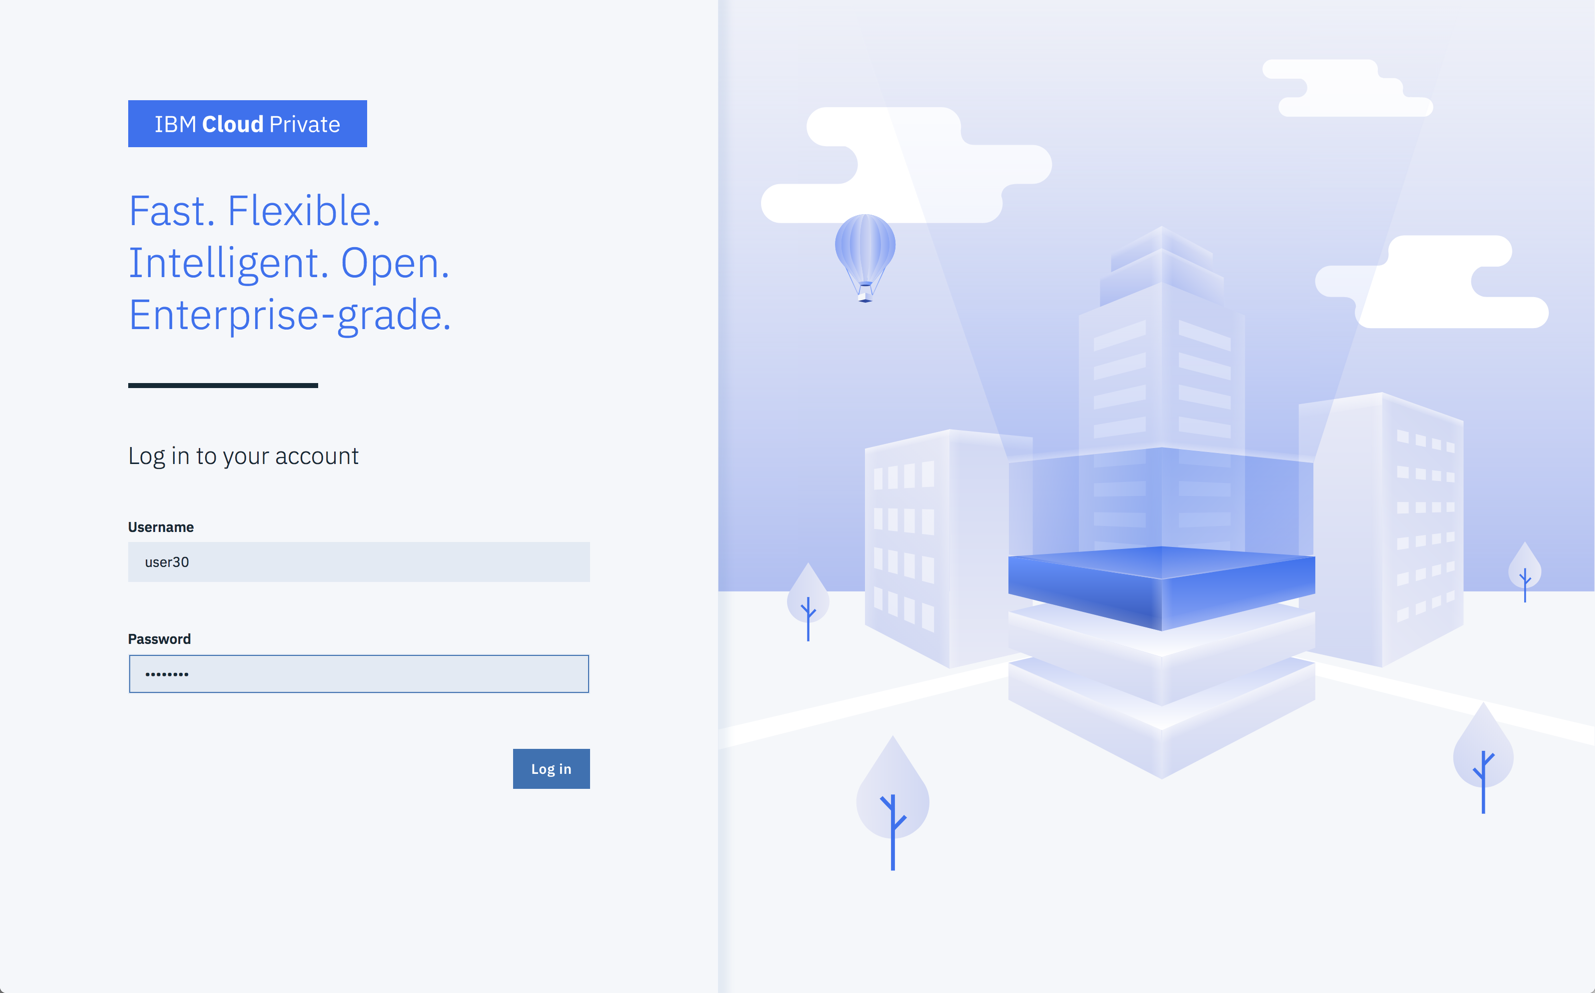 IBM Cloud Private
Fast. Flexible.
Intelligent. Open.
Enterprise-grade.
Log in to your account
Username
user30
Password
••••••••
Log in